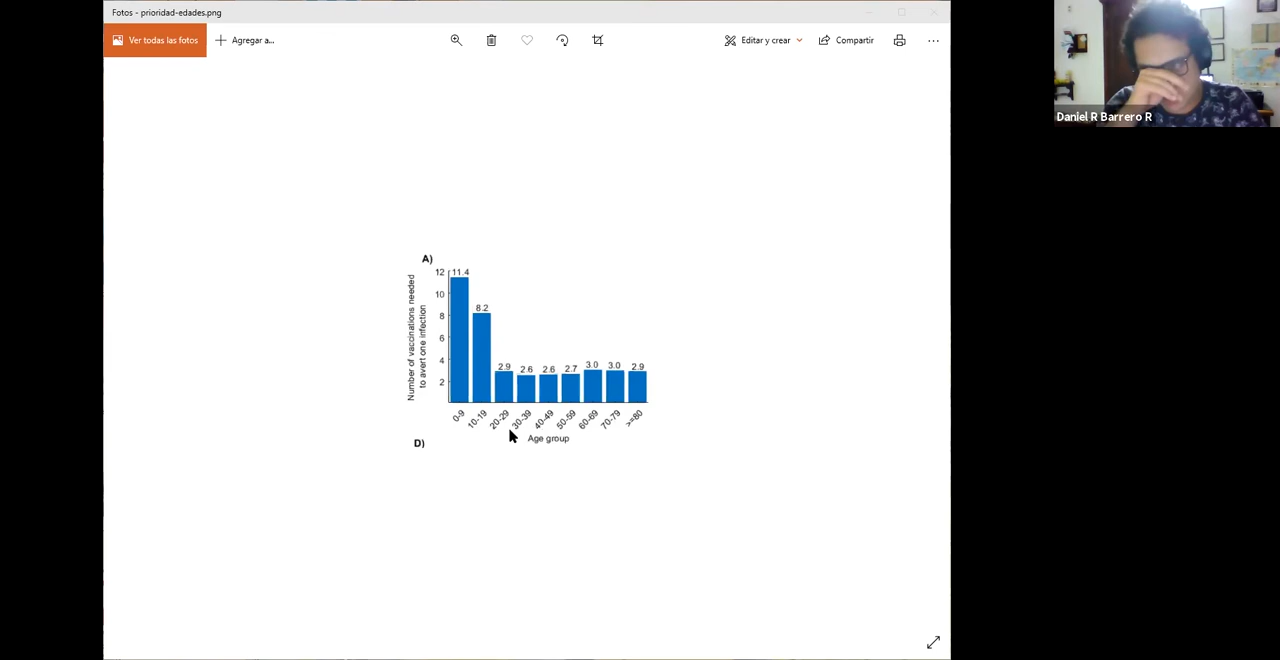 Fotos - prioridad-edades.png
Ver todas las fotos
Agregar a...
Editar y crear
Compartir
Daniel R Barrero R
A)
Number of vaccinations needed
to avert one infection
12
10
8
6
4
2
11.4
8.2
2.9
2.6
2.6
2.7
3.0
3.0
2.9
0-9
10-19
20-29
30-39
40-49
50-59
60-69
70-79
>=80
Age group
D)